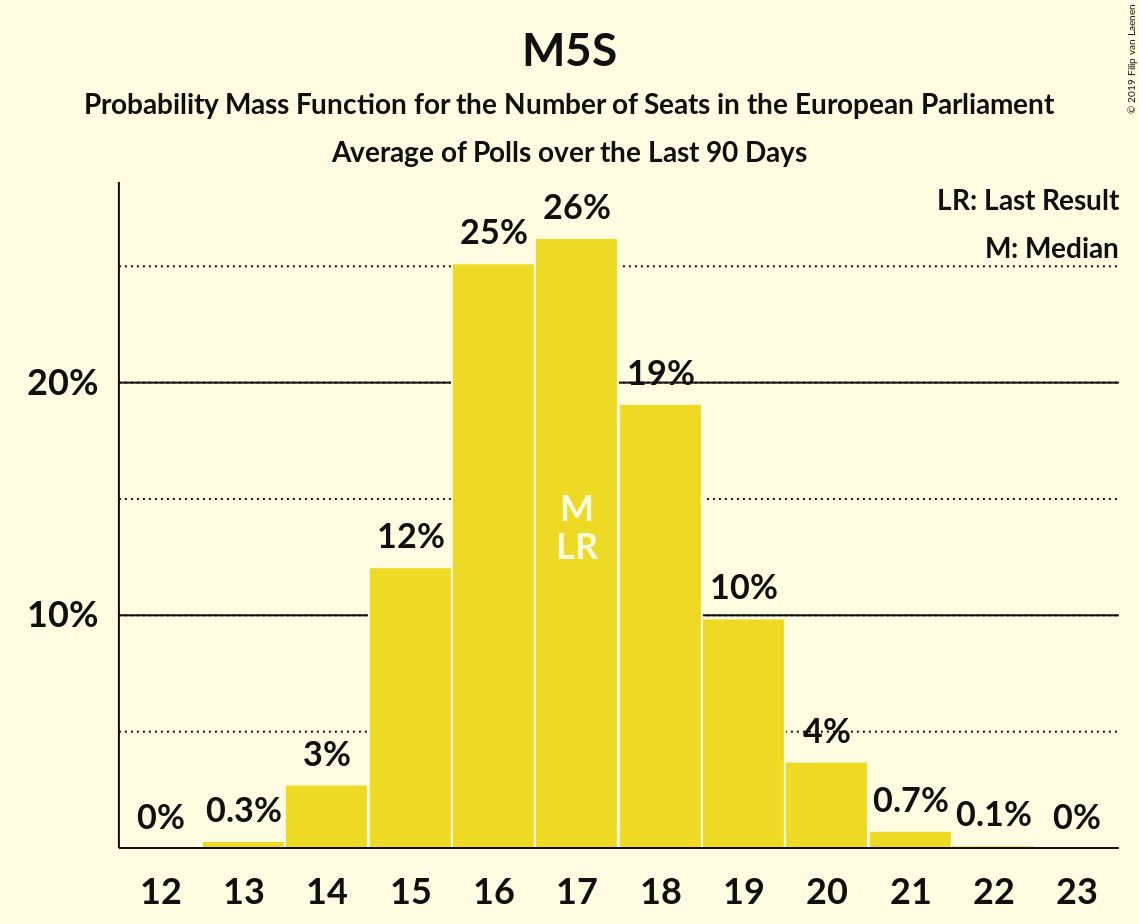 M5S
Probability Mass Function for the Number of Seats in the European Parliament
Average of Polls over the Last 90 Days
© 2019 Filip van Laenen
LR: Last Result
M: Median
26%
25%
20%
19%
M
LR
12%
10%
10%
3%
4%
0%
0.3%
0.7%
0.1%
0%
12 13 14 15 16 17 18 19 20 21 22 23